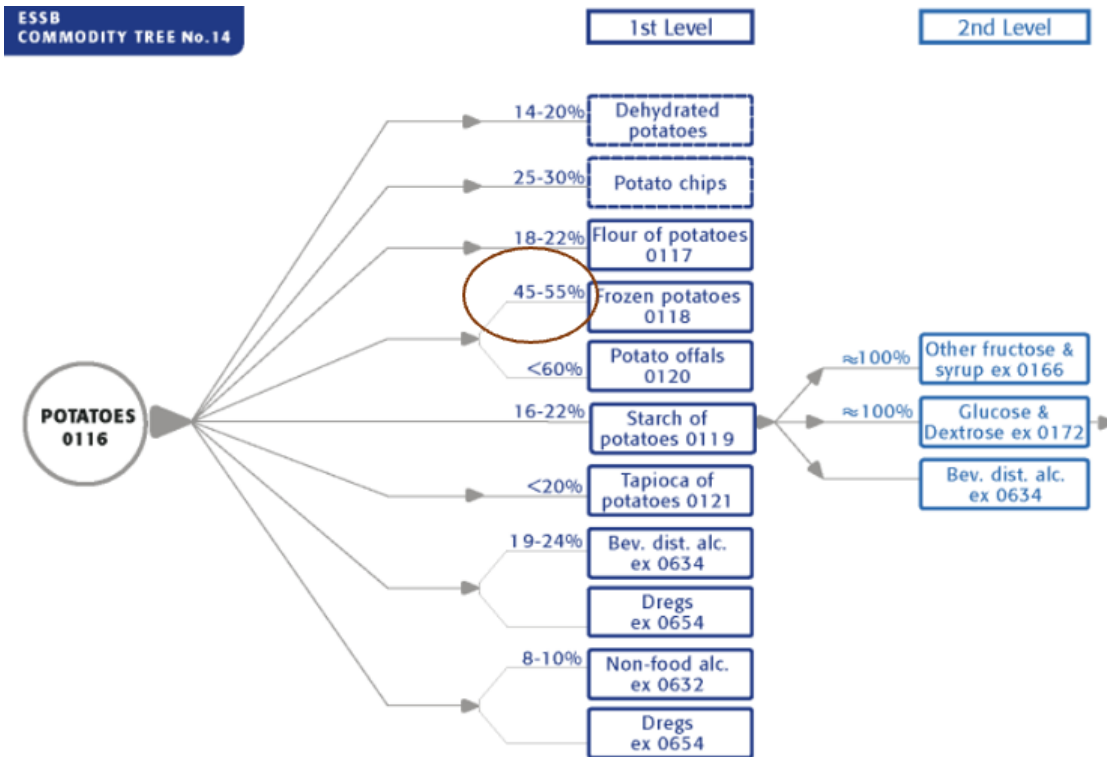 ESSB
COMMODITY TREE No.14
1st Level
2nd Level
14-20%
Dehydrated
potatoes
25-30%
Potato chips
18-22%
Flour of potatoes
0117
45-55%
Frozen potatoes
0118
<60%
Potato offals
0120
≈100%
Other fructose &
syrup ex 0166
POTATOES
0116
16-22%
Starch of
potatoes 0119
≈100%
Glucose &
Dextrose ex 0172
<20%
Tapioca of
potatoes 0121
Bev. dist. alc.
ex 0634
19-24%
Bev. dist. alc.
ex 0634
Dregs
ex 0654
8-10%
Non-food alc.
ex 0632
Dregs
ex 0654